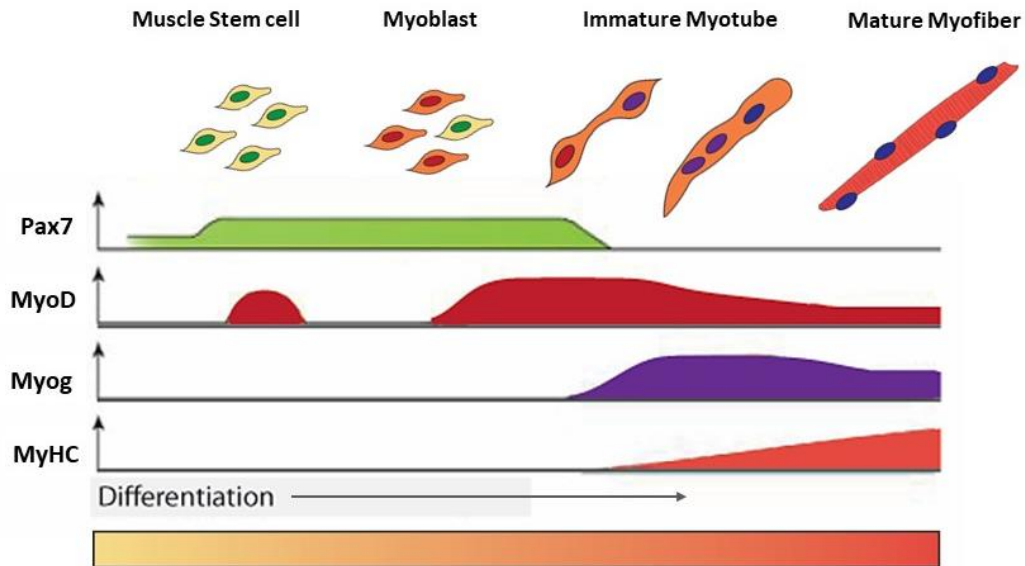 Muscle Stem cell Myoblast Immature Myotube Mature Myofiber
Pax7
MyoD
Myog
MyHC
Differentiation